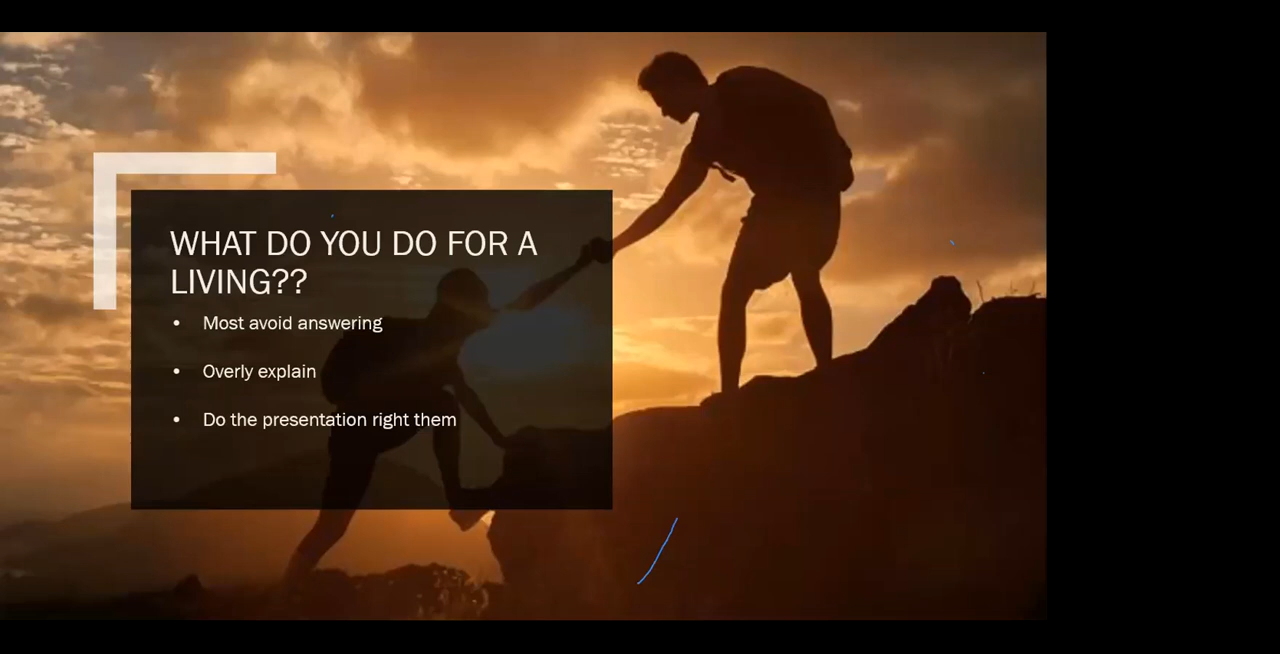 WHAT DO YOU DO FOR A
LIVING??
• Most avoid answering
• Overly explain
• Do the presentation right them